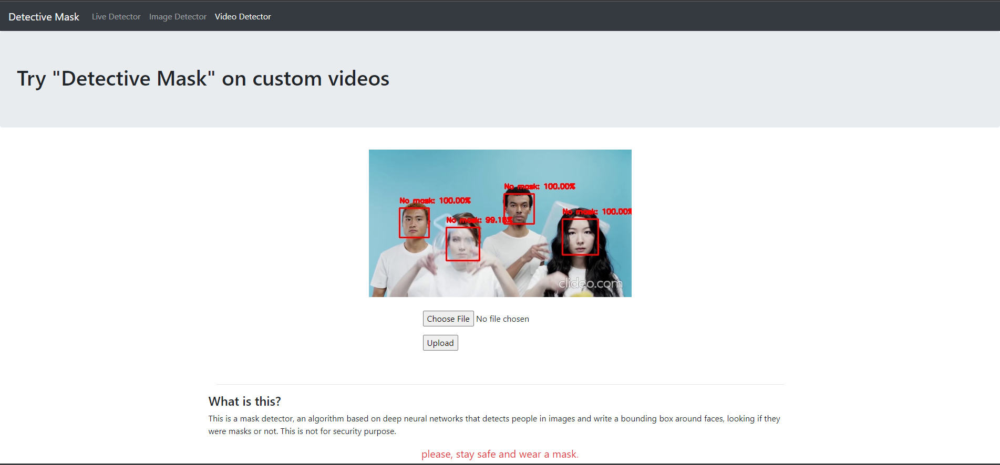 Detective Mask Live Detector Image Detector Video Detector
Try "Detective Mask" on custom videos
No mask: 100.00%
No mask: 100.00%
No mask: 100.00%
No mask:
clideo.com
Choose File No file chosen
Upload
What is this?
This is a mask detector, an algorithm based on deep neural networks that detects people in images and write a bounding box around faces, looking if they
were masks or not. This is not for security purpose.
please, stay safe and wear a mask.